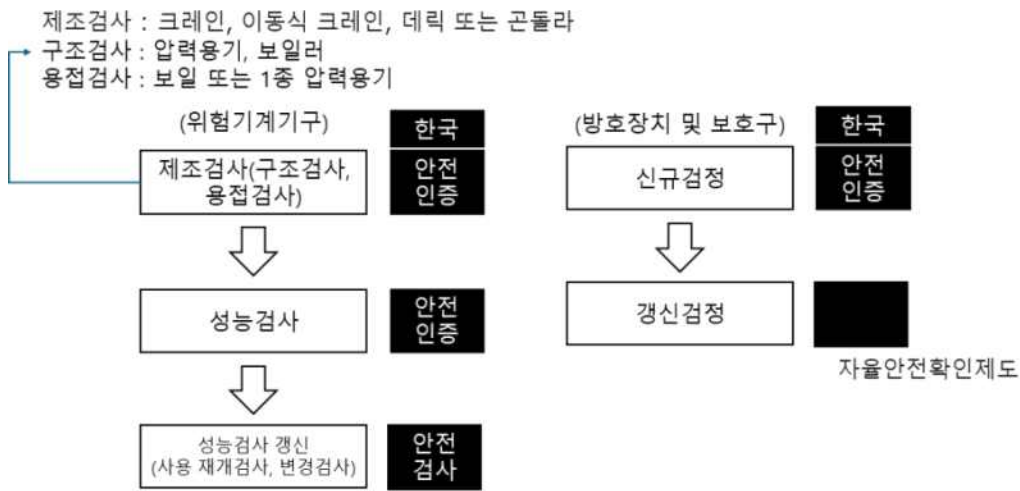 제조검사 : 크레인, 이동식 크레인, 데릭 또는 곤돌라
구조검사 : 압력용기, 보일러
용접검사 : 보일 또는 1종 압력용기
(위험기계기구)
한국
제조검사(구조검사,
용접검사)
안전
인증
성능검사
안전
인증
성능검사 갱신
(사용 재개검사, 변경검사)
안전
검사
(방호장치 및 보호구)
한국
신규검정
안전
인증
갱신검정
자율안전확인제도